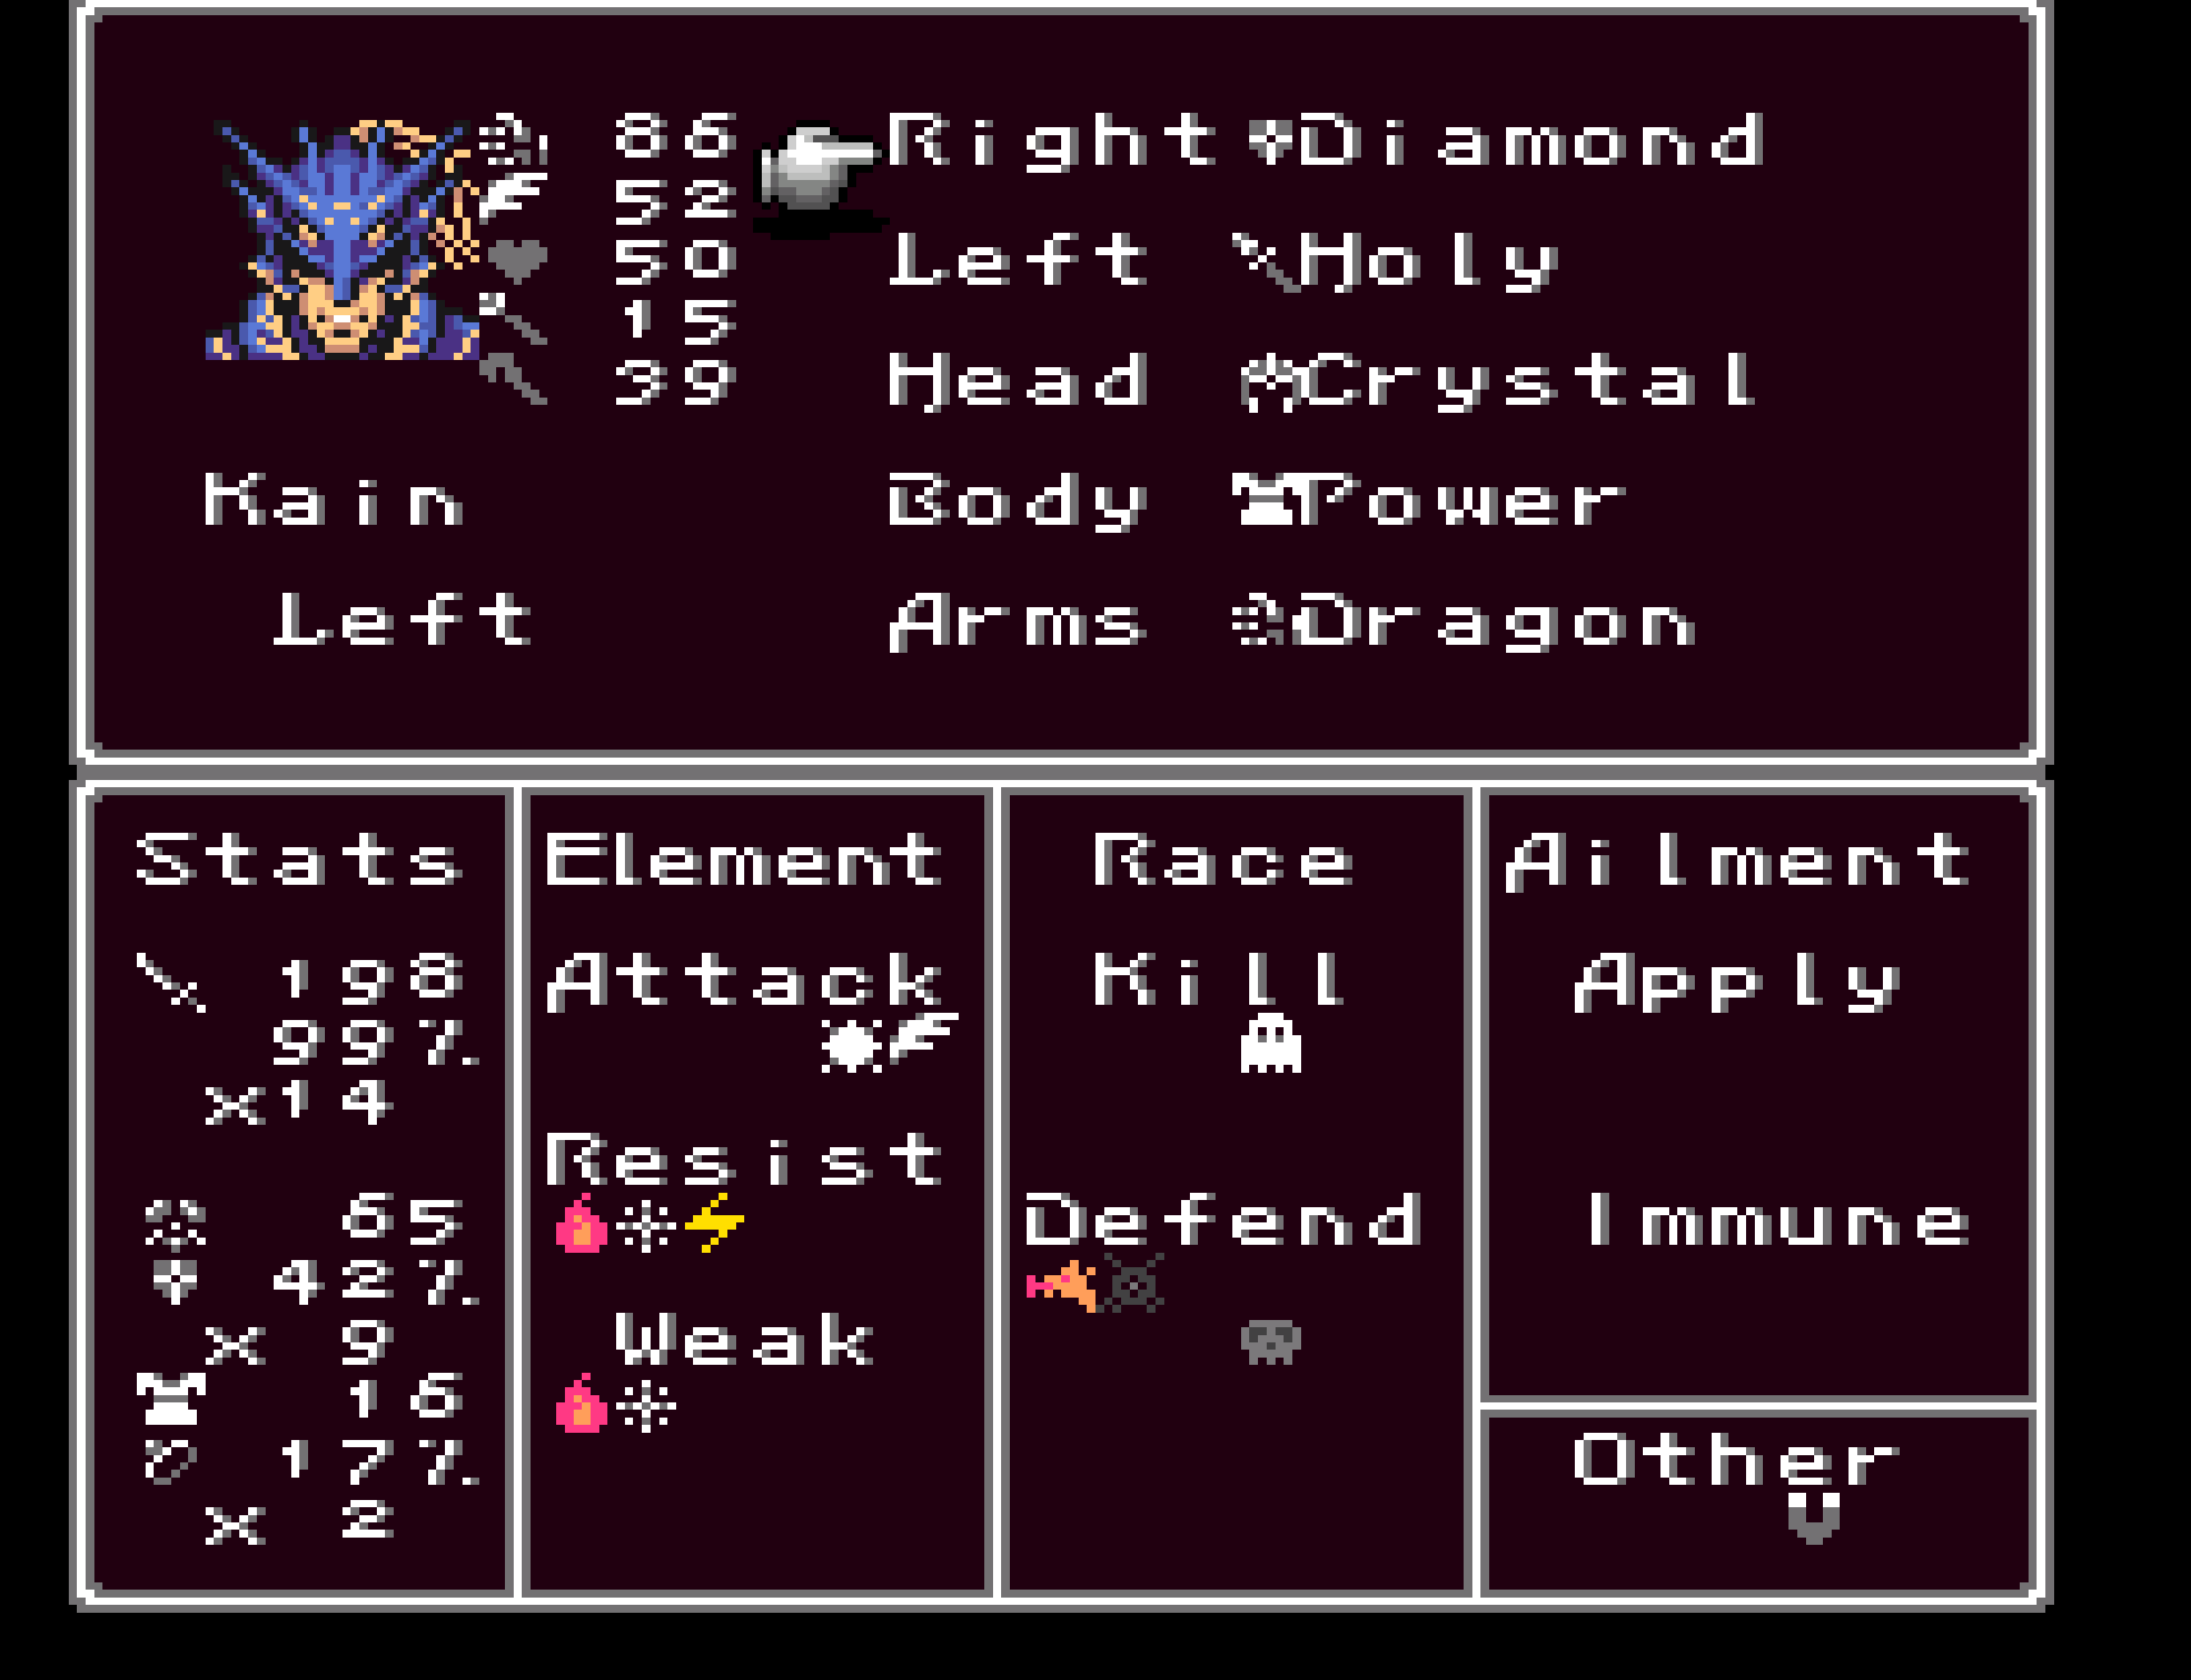 86 Right Diamond
52
50 Left Holy
15
39 Head Crystal
Kain Body Power
Left Arms Dragon
Stats Element Race Ailment
198 Attack Kill Apply
99%
×14
Resist
65 Defend Immune
42%
× 9 Weak
16
17% Other
× 2